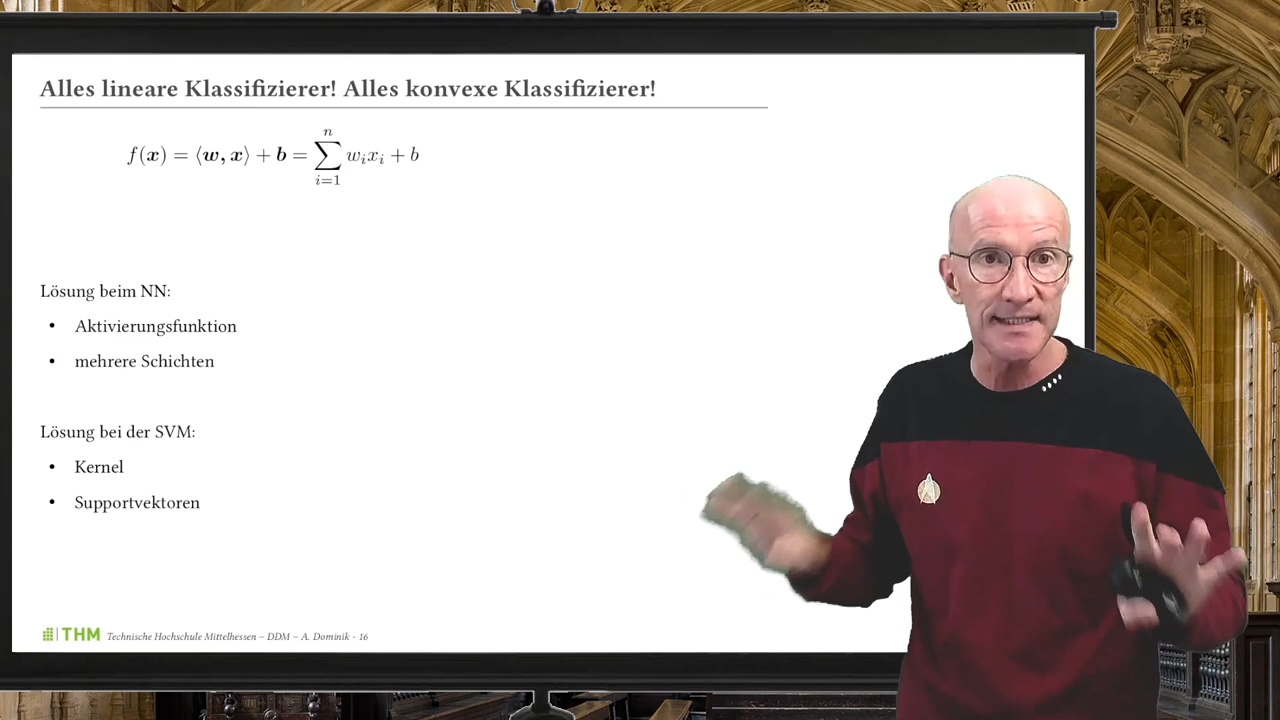 Alles lineare Klassifizierer! Alles konvexe Klassifizierer!
f(x) = ⟨w, x⟩ + b = ∑_{i=1}^{n} w_i x_i + b
Lösung beim NN:
• Aktivierungsfunktion
• mehrere Schichten
Lösung bei der SVM:
• Kernel
• Supportvektoren
THM Technische Hochschule Mittelhessen – DDM – A. Dominik - 16